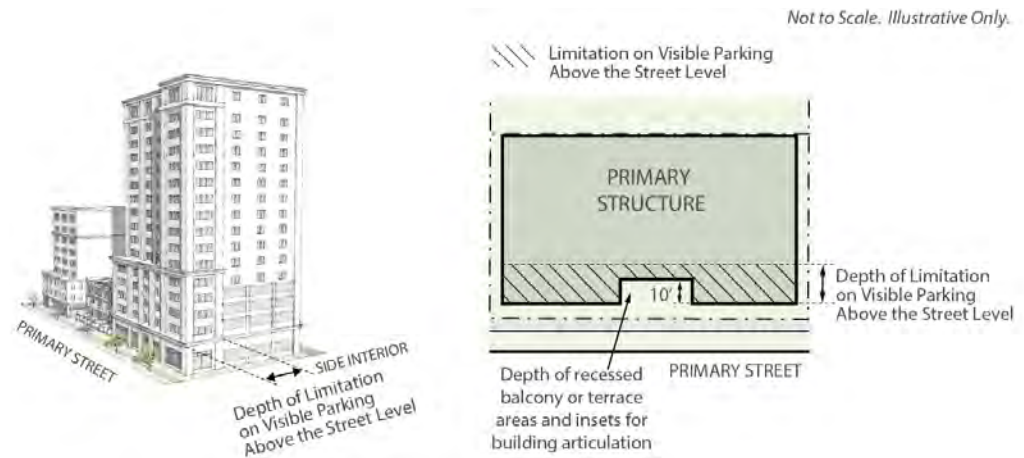 Not to Scale. Illustrative Only.
Limitation on Visible Parking
Above the Street Level
PRIMARY STREET
SIDE INTERIOR
Depth of Limitation
on Visible Parking
Above the Street Level
PRIMARY
STRUCTURE
10'
Depth of Limitation
on Visible Parking
Above the Street Level
PRIMARY STREET
Depth of recessed
balcony or terrace
areas and insets for
building articulation